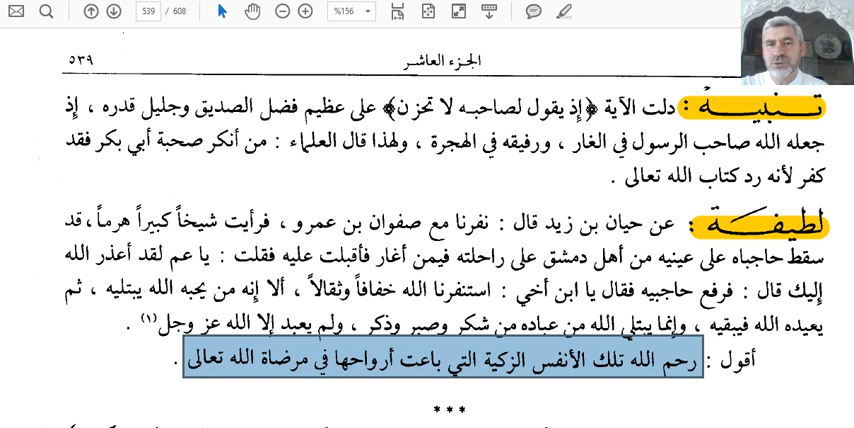 539 / 608
%156
الجزء العاشر
٥٣٩
تنبيه : دلت الآية ﴿إذ يقول لصاحبه لا تحزن﴾ على عظيم فضل الصديق وجليل قدره ، إذ
جعله الله صاحب الرسول في الغار ، ورفيقه في الهجرة ، ولهذا قال العلماء : من أنكر صحبة أبي بكر فقد
كفر لأنه رد كتاب الله تعالى .
لطيفة : عن حيان بن زيد قال : نفرنا مع صفوان بن عمرو ، فرأيت شيخاً كبيراً هرماً، قد
سقط حاجباه على عينيه من أهل دمشق على راحلته فيمن أغار فأقبلت عليه فقلت : يا عم لقد أعذر الله
إليك قال : فرفع حاجبيه فقال يا ابن أخي : استنفرنا الله خفافاً وثقالاً ، ألا إنه من يحبه الله يبتليه ، ثم
يعيده الله فيبقيه ، وإنما يبتلي الله من عباده من شكر وصبر وذكر ، ولم يعبد إلا الله عز وجل(١) .
أقول : رحم الله تلك الأنفس الزكية التي باعت أرواحها في مرضاة الله تعالى .
***